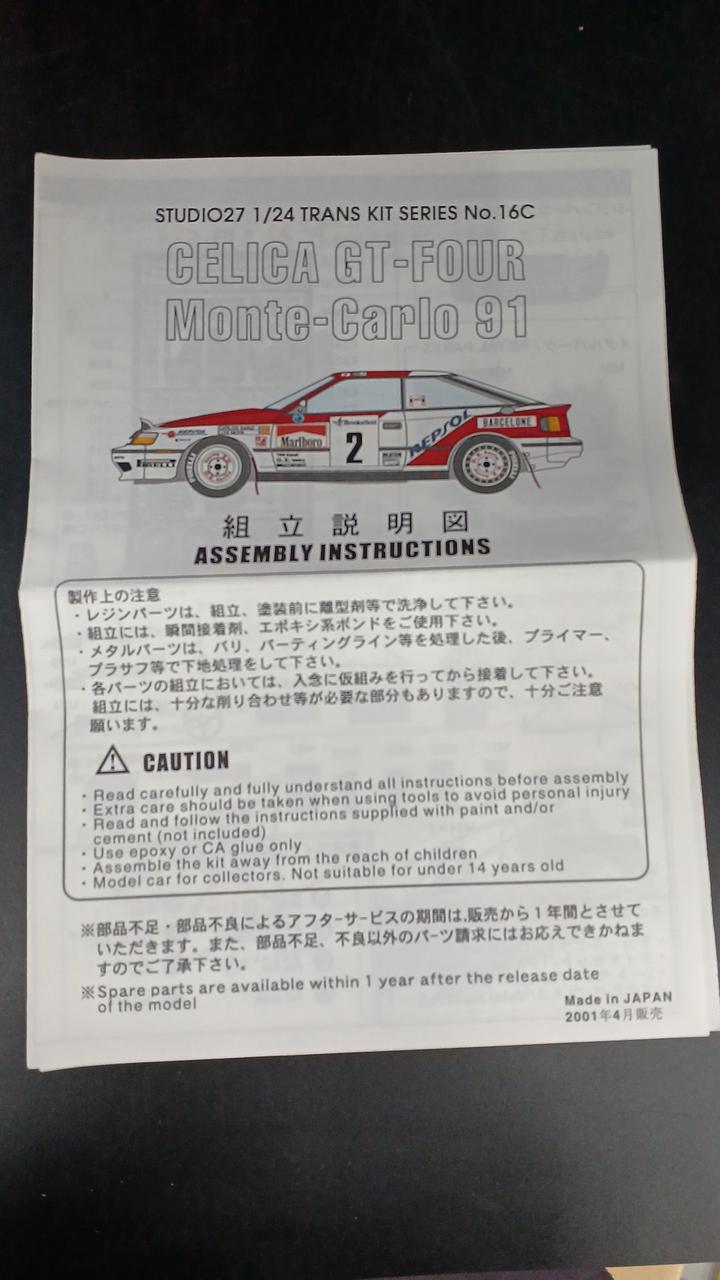 STUDIO27 1/24 TRANS KIT SERIES No.16C
CELICA GT-FOUR
Monte-Carlo 91
Marlboro
2
REPSOL
BARCELONE
PIRELLI
組立説明図
ASSEMBLY INSTRUCTIONS
製作上の注意
・レジンパーツは、組立、塗装前に離型剤等で洗浄して下さい。
・組立には、瞬間接着剤、エポキシ系ボンドをご使用下さい。
・メタルパーツは、バリ、パーティングライン等を処理した後、プライマー、
プラサフ等で下地処理をして下さい。
・各パーツの組立においては、入念に仮組みを行ってから接着して下さい。
組立には、十分な削り合わせ等が必要な部分もありますので、十分ご注意
願います。
CAUTION
・Read carefully and fully understand all instructions before assembly
・Extra care should be taken when using tools to avoid personal injury
・Read and follow the instructions supplied with paint and/or
cement (not included)
・Use epoxy or CA glue only
・Assemble the kit away from the reach of children
・Model car for collectors. Not suitable for under 14 years old
※部品不足・部品不良によるアフターサービスの期間は,販売から1年間とさせて
いただきます。また、部品不足、不良以外のパーツ請求にはお応えできかねま
すのでご了承下さい。
※Spare parts are available within 1 year after the release date
of the model
Made in JAPAN
2001年4月販売